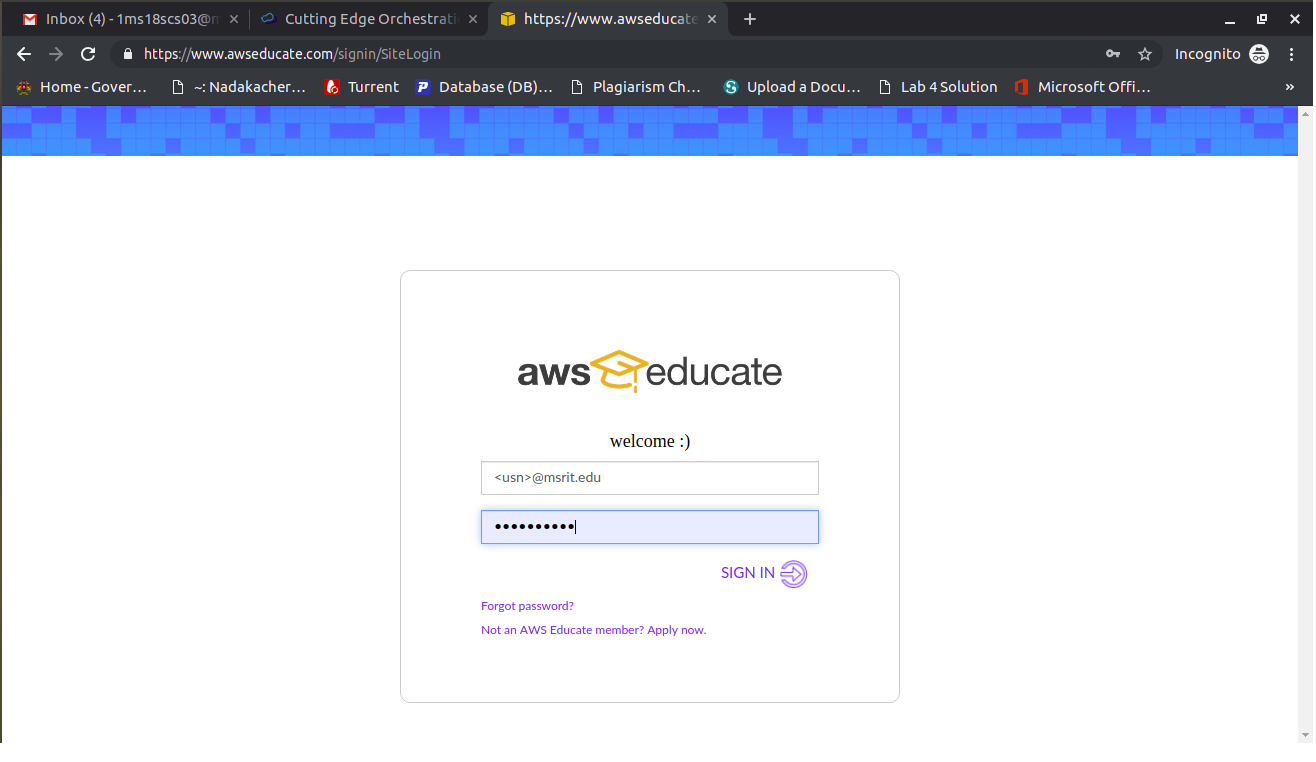 Inbox (4) - 1ms18scs03@m
Cutting Edge Orchestrati
https://www.awseducate
https://www.awseducate.com/signin/SiteLogin
Incognito
Home - Gover...
~: Nadakacher...
Turrent
Database (DB)...
Plagiarism Ch...
Upload a Docu...
Lab 4 Solution
Microsoft Offi...
»
aws educate
welcome :)
<usn>@msrit.edu
••••••••••
SIGN IN
Forgot password?
Not an AWS Educate member? Apply now.